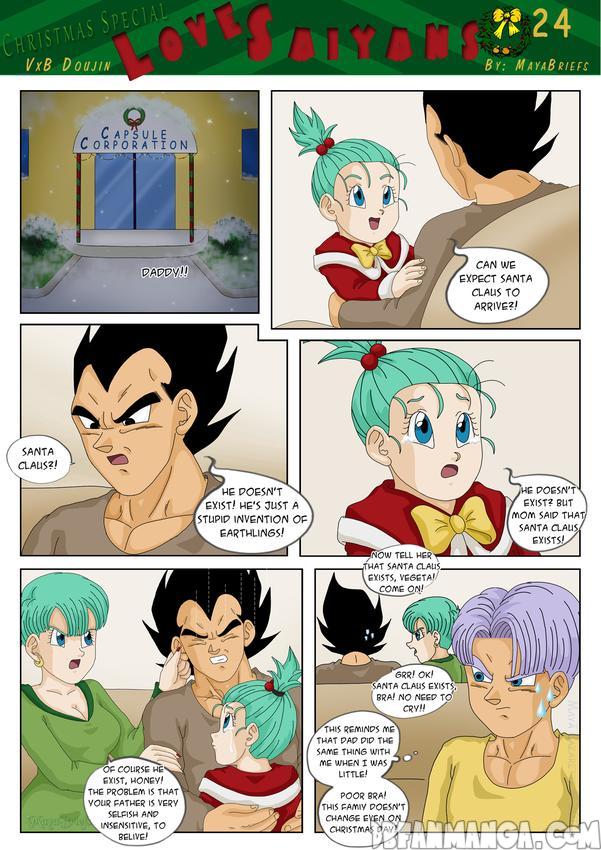 CHRISTMAS SPECIAL
VXB DOUJIN
LOVE SAIYANS
24
BY: MAYABRIEFS
CAPSULE
CORPORATION
DADDY!!
CAN WE
EXPECT SANTA
CLAUS TO
ARRIVE?!
SANTA
CLAUS?!
HE DOESN'T
EXIST! HE'S JUST A
STUPID INVENTION OF
EARTHLINGS!
HE DOESN'T
EXIST? BUT
MOM SAID THAT
SANTA CLAUS
EXISTS!
OF COURSE HE
EXIST, HONEY!
THE PROBLEM IS THAT
YOUR FATHER IS VERY
SELFISH AND
INSENSITIVE, TO
BELIVE!
NOW TELL HER
THAT SANTA CLAUS
EXISTS, VEGETA!
COME ON!
GRR! OK!
SANTA CLAUS EXISTS,
BRA! NO NEED TO
CRY!!
THIS REMINDS ME
THAT DAD DID THE
SAME THING WITH
ME WHEN I WAS
LITTLE!
POOR BRA!
THIS FAMILY DOESN'T
CHANGE EVEN ON
CHRISTMAS DAY!
DBFANMANGA.COM